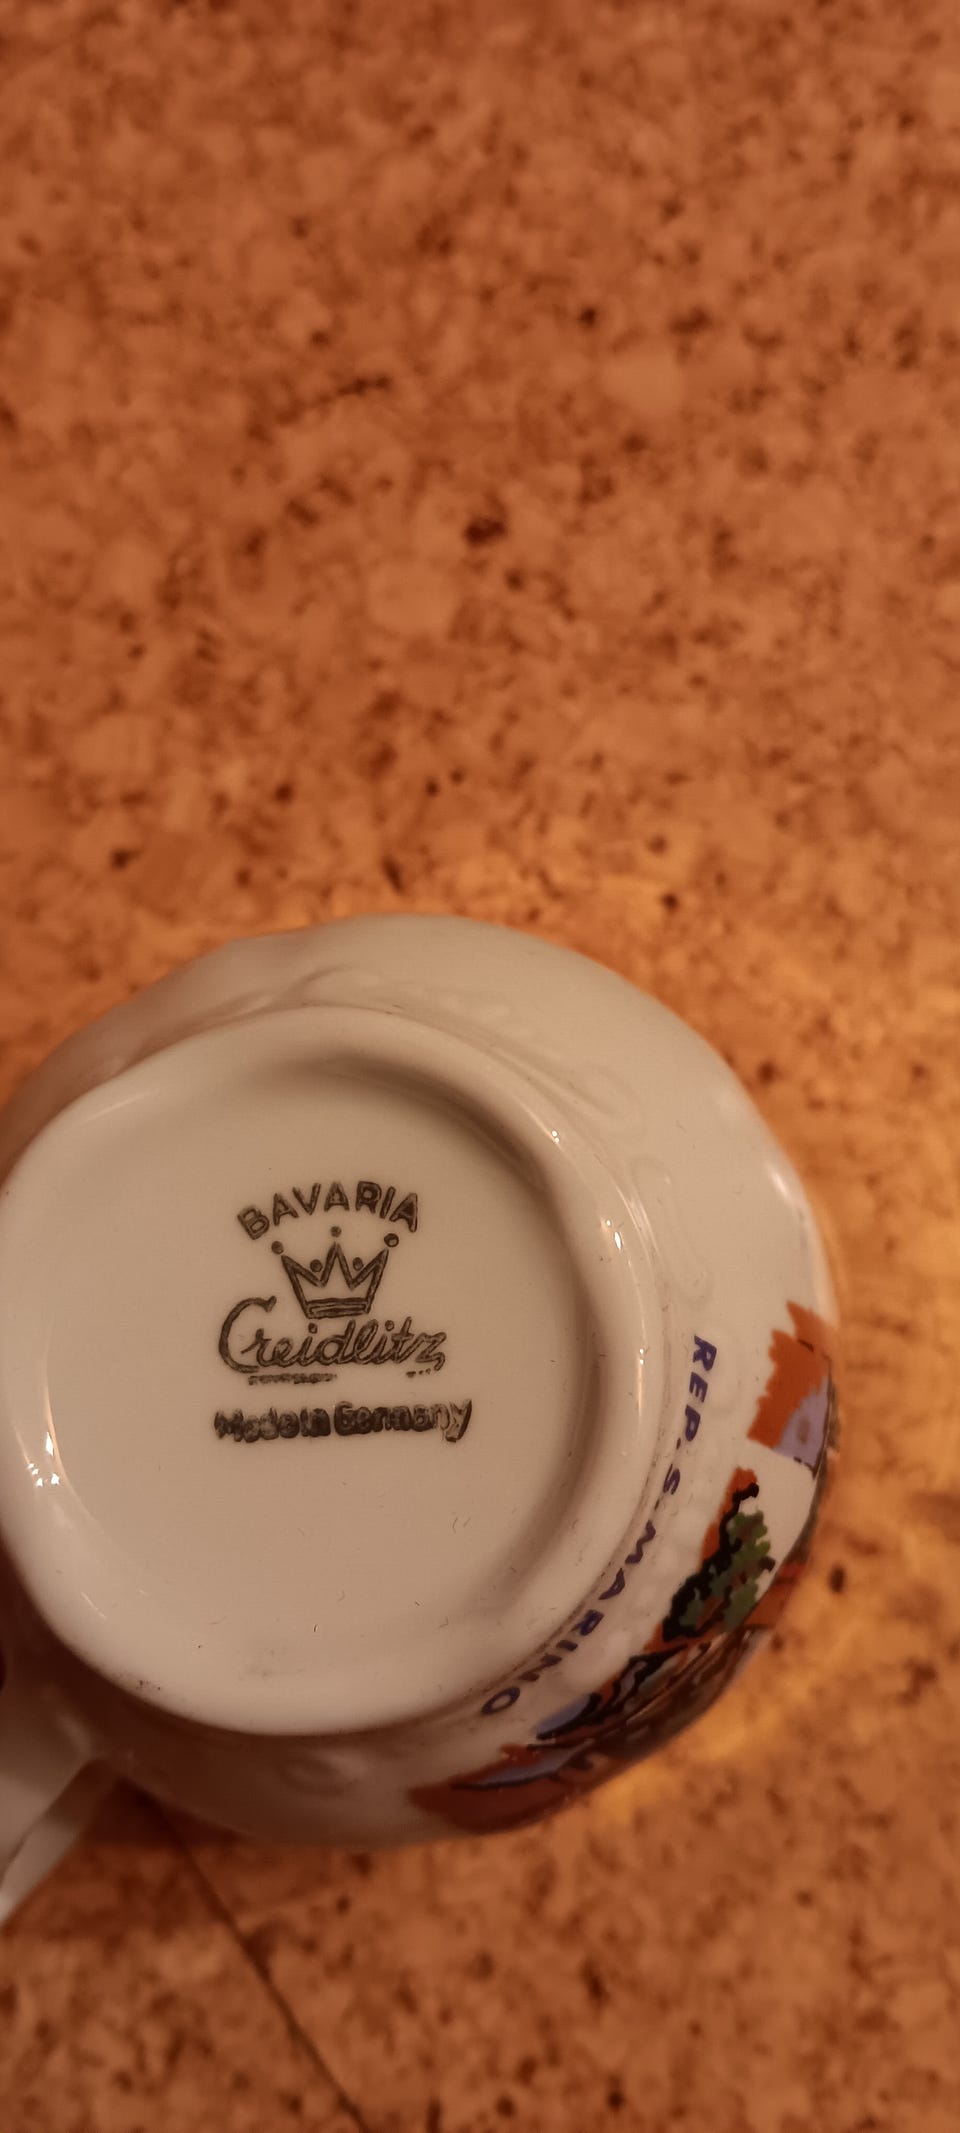 BAVARIA
Creidlitz
Made in Germany
REP. S. MARINO